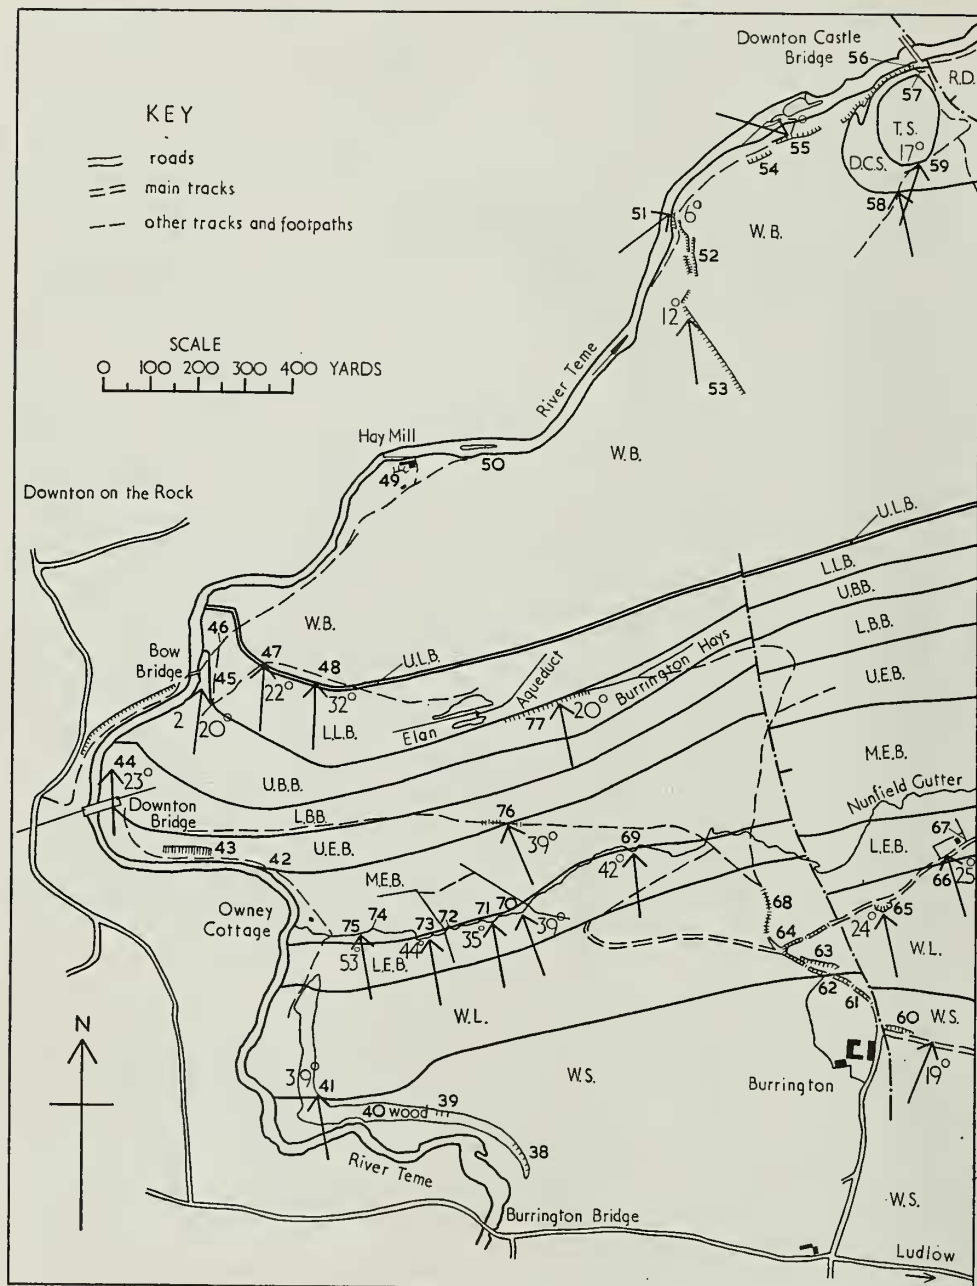 Downton Castle
Bridge 56
R.D.
57
T.S.
17°
59
D.C.S.
58
KEY
roads
main tracks
other tracks and footpaths
55
54
51
6°
52
W.B.
12°
53
SCALE
0 100 200 300 400 YARDS
River Teme
Hay Mill
49
50
W.B.
Downton on the Rock
U.L.B.
L.L.B.
U.B.B.
L.B.B.
U.E.B.
M.E.B.
46
W.B.
47
48
U.L.B.
Bow
Bridge
45
22°
32°
2
20°
L.L.B.
Elan
Aqueduct
Burrington Hays
77
20°
44
23°
U.B.B.
Downton
Bridge
L.B.B.
U.E.B.
76
39°
43
42
69
42°
Nunfield Gutter
67
L.E.B.
66
25°
M.E.B.
Owney
Cottage
75
74
73
72
71
70
53°
44°
35°
39°
L.E.B.
68
65
24°
64
63
W.L.
W.L.
62
61
60
W.S.
39°
41
W.S.
Burrington
19°
40 wood
39
38
N
River Teme
W.S.
Burrington Bridge
Ludlow